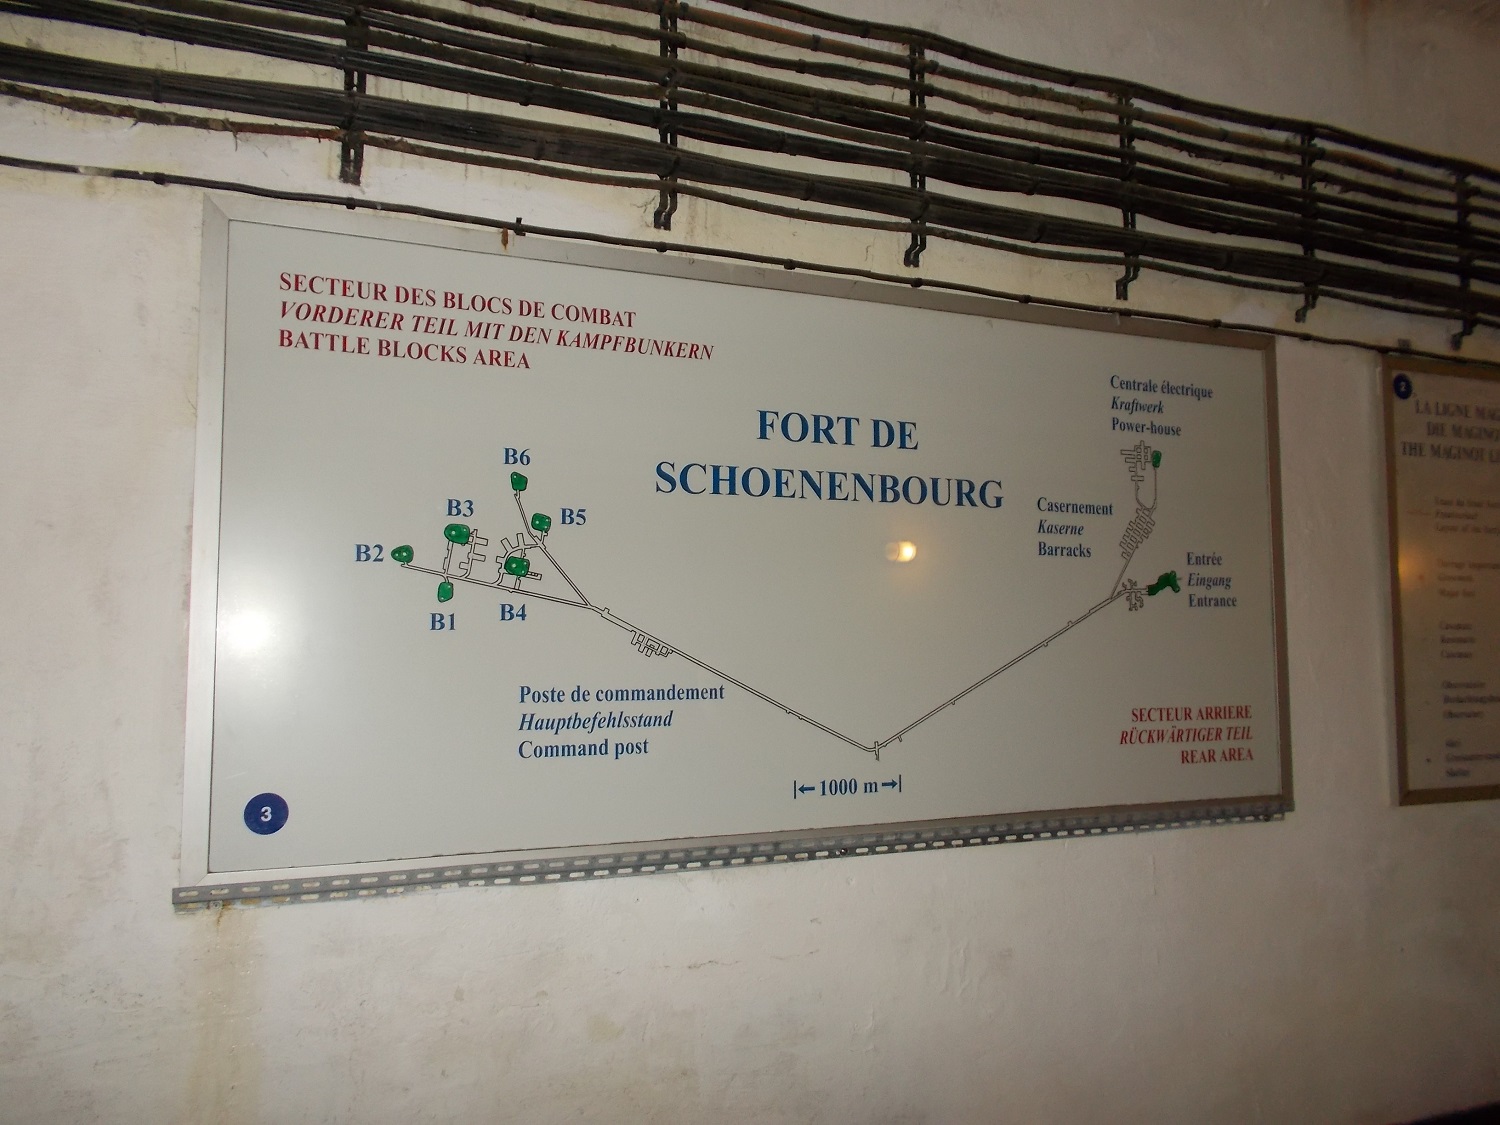 SECTEUR DES BLOCS DE COMBAT
VORDERER TEIL MIT DEN KAMPFBUNKERN
BATTLE BLOCKS AREA
FORT DE
SCHOENENBOURG
Centrale électrique
Kraftwerk
Power-house
Casernement
Kaserne
Barracks
Entrée
Eingang
Entrance
B6
B5
B3
B2
B1
B4
Poste de commandement
Hauptbefehlsstand
Command post
SECTEUR ARRIERE
RÜCKWÄRTIGER TEIL
REAR AREA
1000 m
3
2
LA LIGNE
DIE
THE MAGINOT